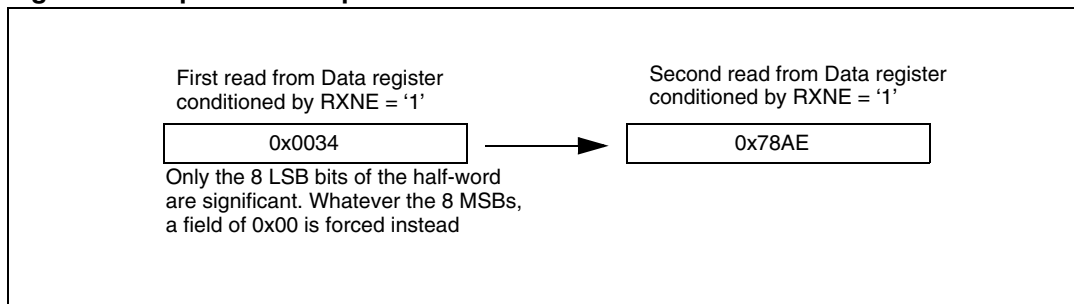 First read from Data register
conditioned by RXNE = ‘1’
0x0034
Only the 8 LSB bits of the half-word
are significant. Whatever the 8 MSBs,
a field of 0x00 is forced instead
Second read from Data register
conditioned by RXNE = ‘1’
0x78AE